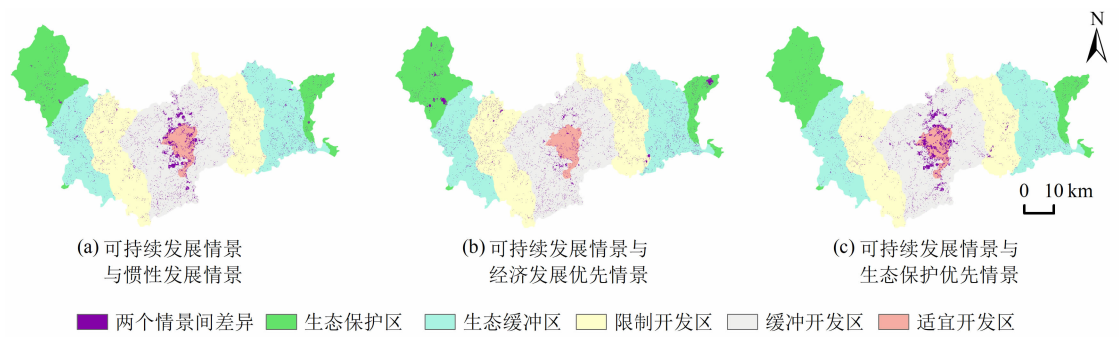 N
0 10 km
(a) 可持续发展情景
与惯性发展情景
(b) 可持续发展情景与
经济发展优先情景
(c) 可持续发展情景与
生态保护优先情景
两个情景间差异 生态保护区 生态缓冲区 限制开发区 缓冲开发区 适宜开发区